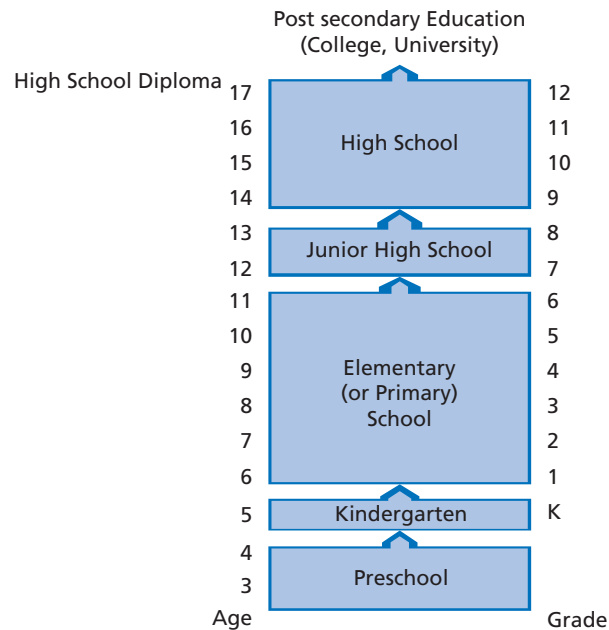 Post secondary Education
(College, University)
High School Diploma
17 12
16 11
High School
15 10
14 9
13 8
Junior High School
12 7
11 6
10 5
9 4
Elementary
(or Primary)
School
8 3
7 2
6 1
5 Kindergarten K
4
Preschool
3
Age Grade